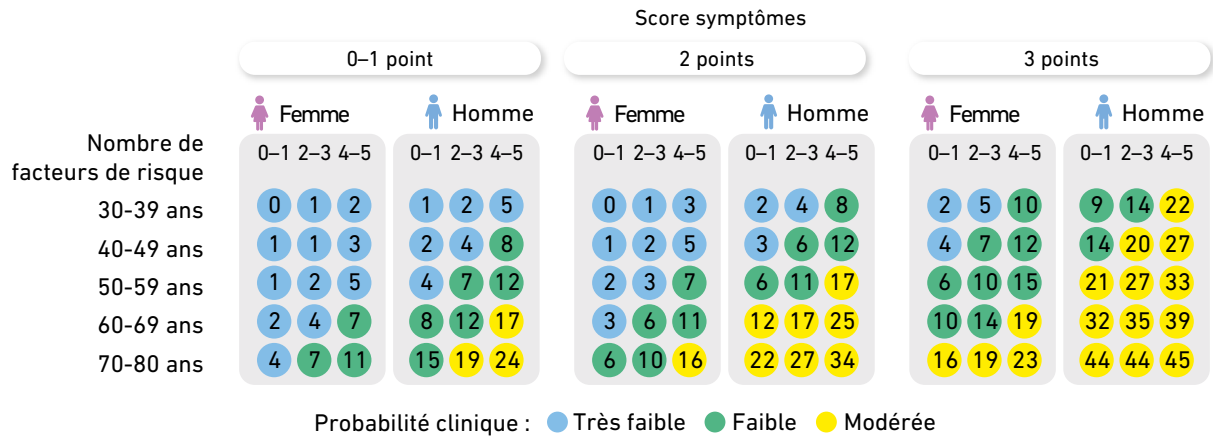 Score symptômes
0–1 point 2 points 3 points
Femme Homme Femme Homme Femme Homme
Nombre de
facteurs de risque
0–1 2–3 4–5 0–1 2–3 4–5 0–1 2–3 4–5 0–1 2–3 4–5 0–1 2–3 4–5 0–1 2–3 4–5
30-39 ans 0 1 2 1 2 5 0 1 3 2 4 8 2 5 10 9 14 22
40-49 ans 1 1 3 2 4 8 1 2 5 3 6 12 4 7 12 14 20 27
50-59 ans 1 2 5 4 7 12 2 3 7 6 11 17 6 10 15 21 27 33
60-69 ans 2 4 7 8 12 17 3 6 11 12 17 25 10 14 19 32 35 39
70-80 ans 4 7 11 15 19 24 6 10 16 22 27 34 16 19 23 44 44 45
Probabilité clinique : Très faible Faible Modérée